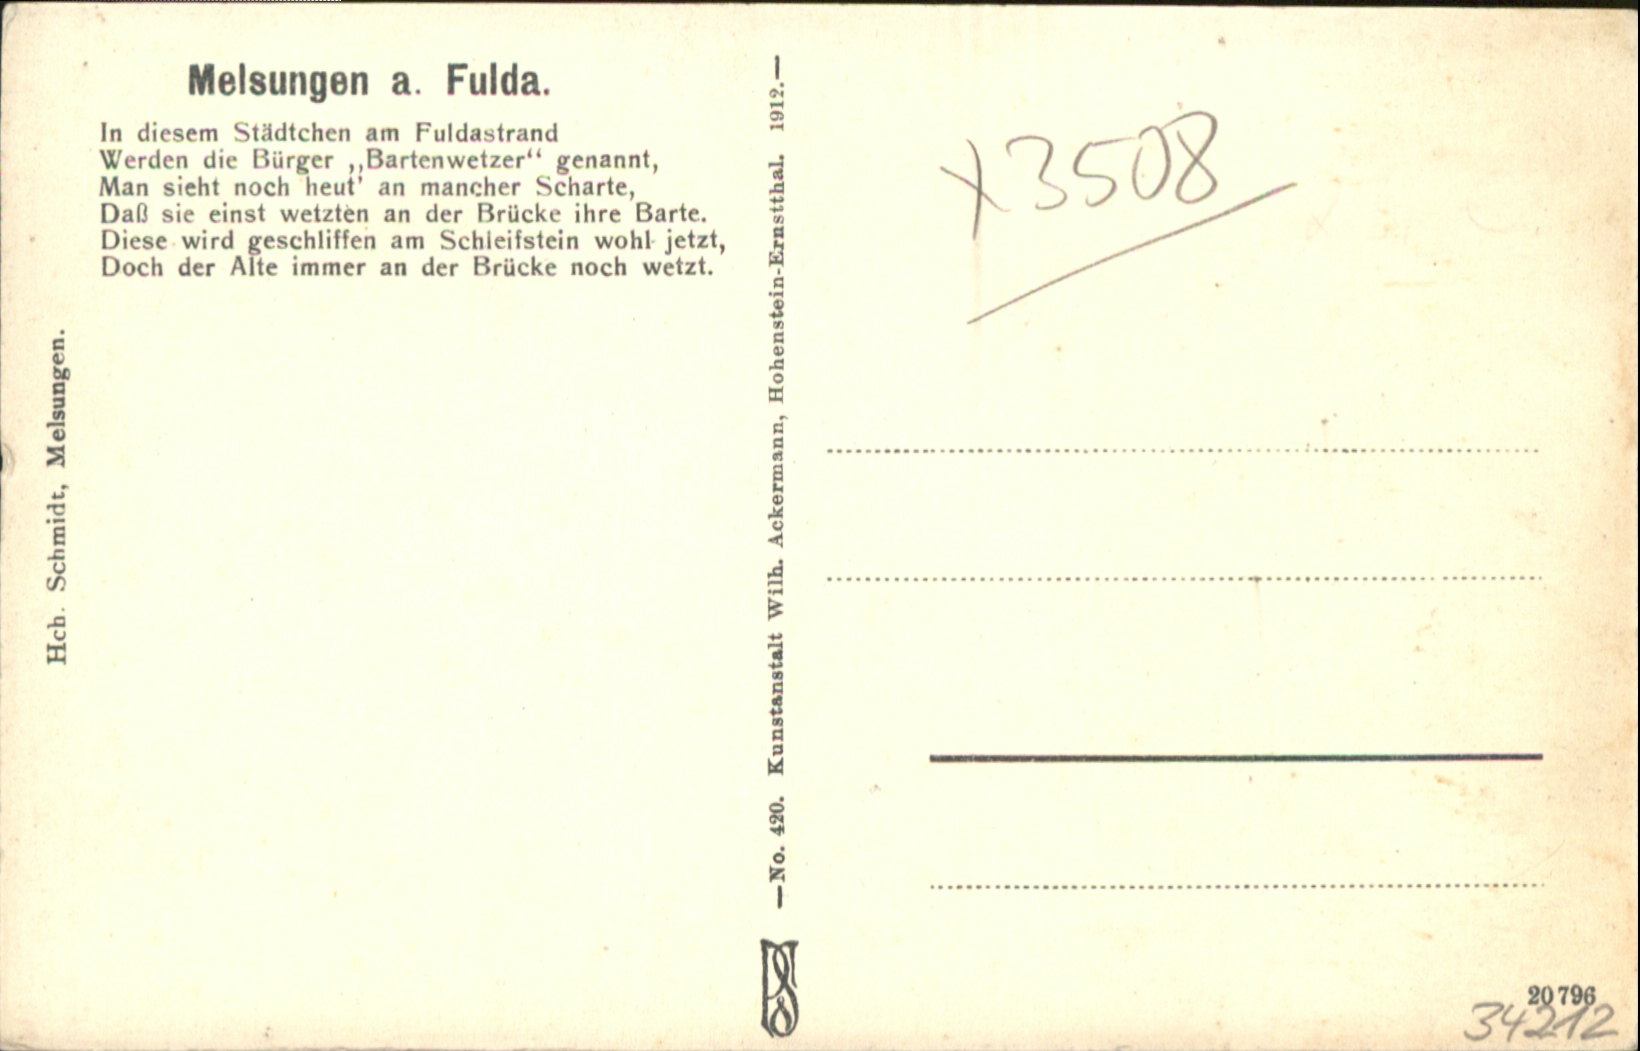 Melsungen a. Fulda.
In diesem Städtchen am Fuldastrand
Werden die Bürger „Bartenwetzer“ genannt,
Man sieht noch heut' an mancher Scharte,
Daß sie einst wetzten an der Brücke ihre Barte.
Diese wird geschliffen am Schleifstein wohl jetzt,
Doch der Alte immer an der Brücke noch wetzt.
Hch. Schmidt, Melsungen.
—No. 420. Kunstanstalt Wilh. Ackermann, Hohenstein-Ernstthal. 1912.—
x3508
20796
34212